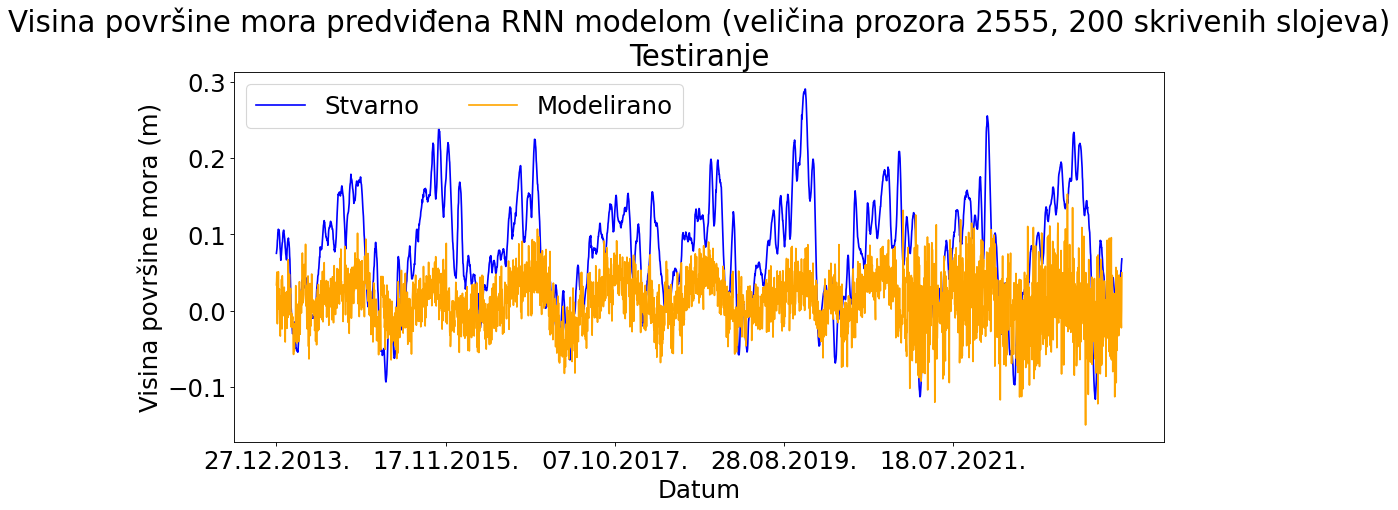 Visina površine mora predviđena RNN modelom (veličina prozora 2555, 200 skrivenih slojeva)
Testiranje
Stvarno Modelirano
Visina površine mora (m)
0.3
0.2
0.1
0.0
−0.1
27.12.2013. 17.11.2015. 07.10.2017. 28.08.2019. 18.07.2021.
Datum